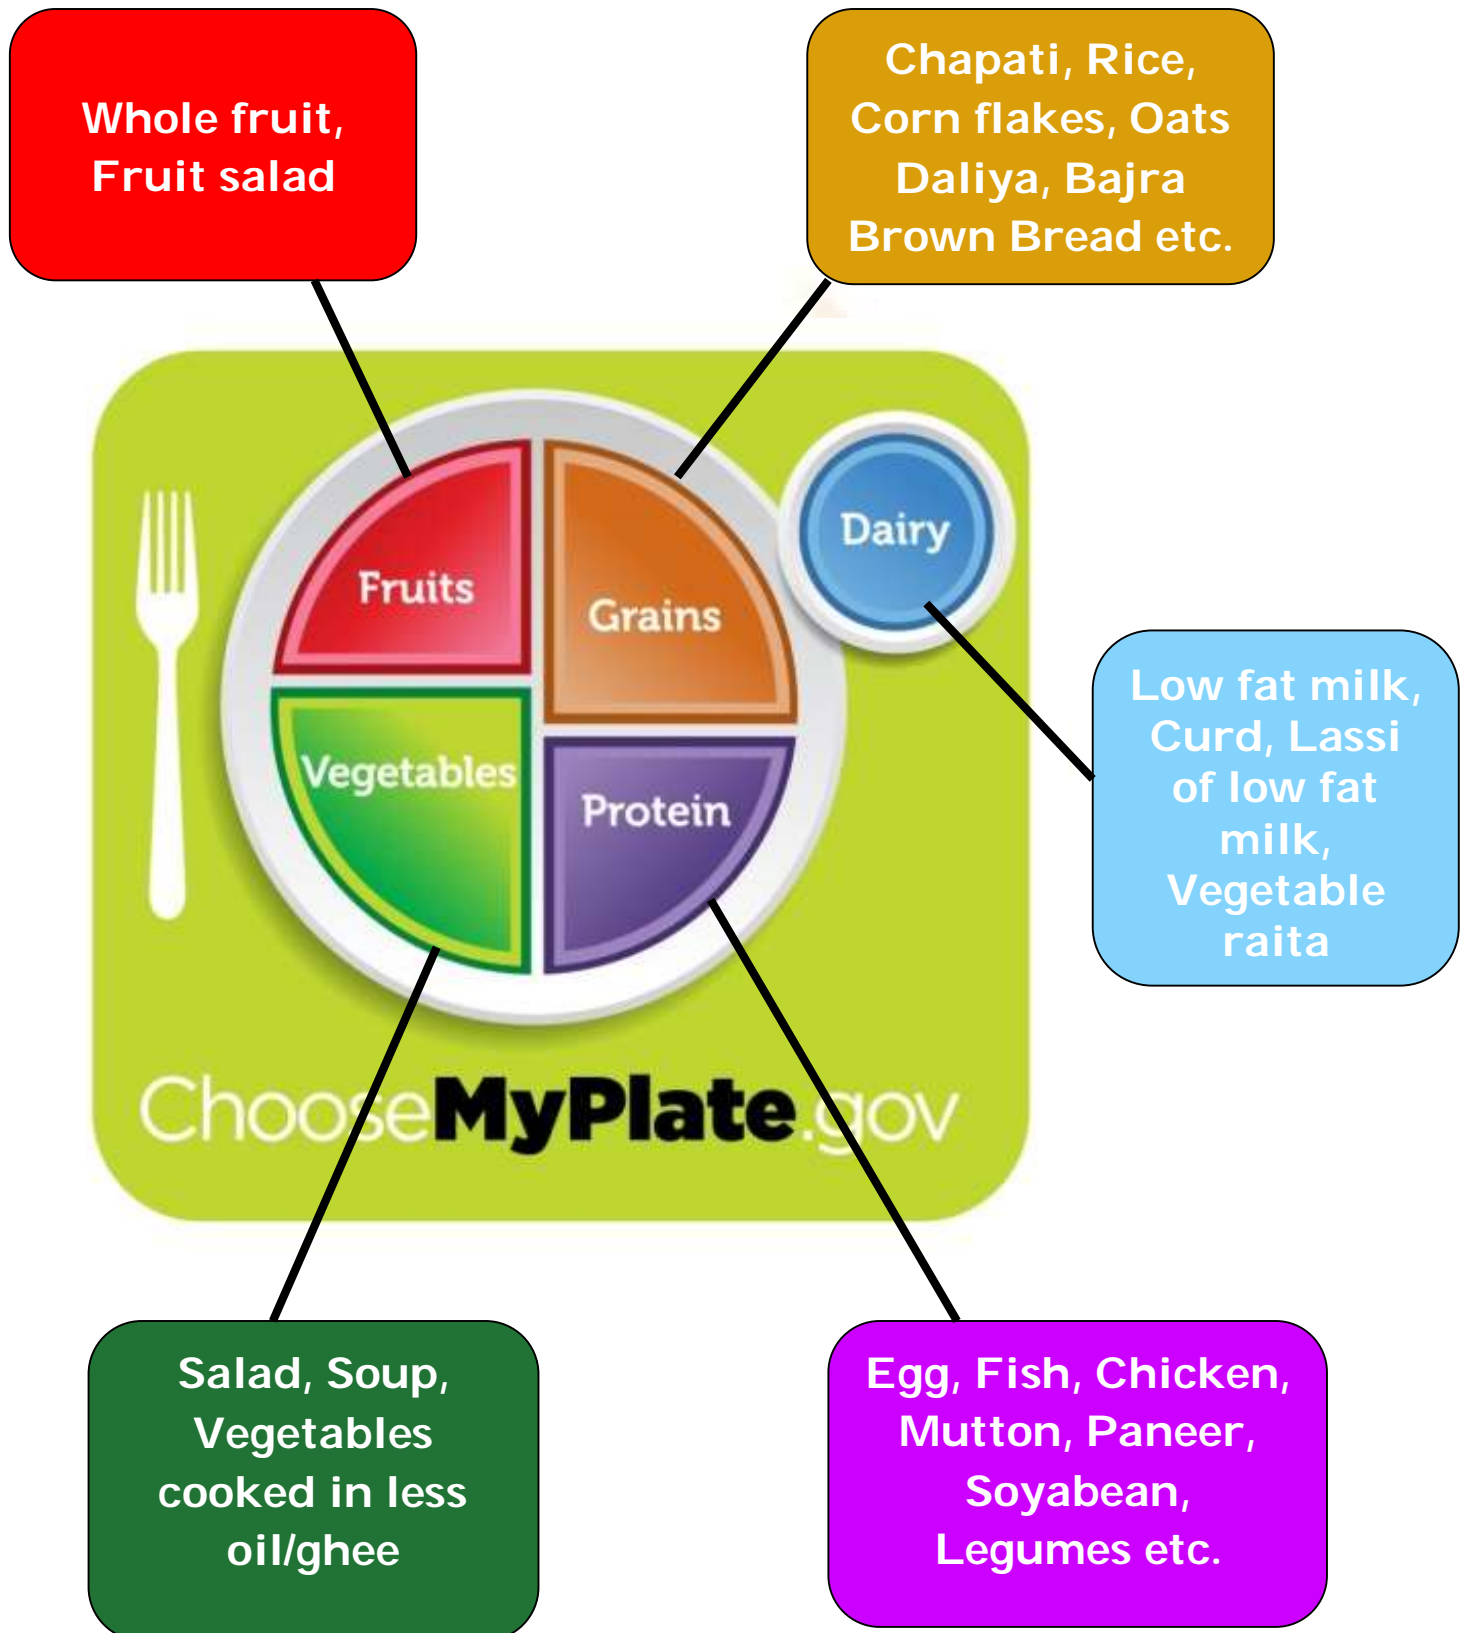 Whole fruit,
Fruit salad
Chapati, Rice,
Corn flakes, Oats
Daliya, Bajra
Brown Bread etc.
Fruits
Grains
Dairy
Vegetables
Protein
Low fat milk,
Curd, Lassi
of low fat
milk,
Vegetable
raita
ChooseMyPlate.gov
Salad, Soup,
Vegetables
cooked in less
oil/ghee
Egg, Fish, Chicken,
Mutton, Paneer,
Soyabean,
Legumes etc.